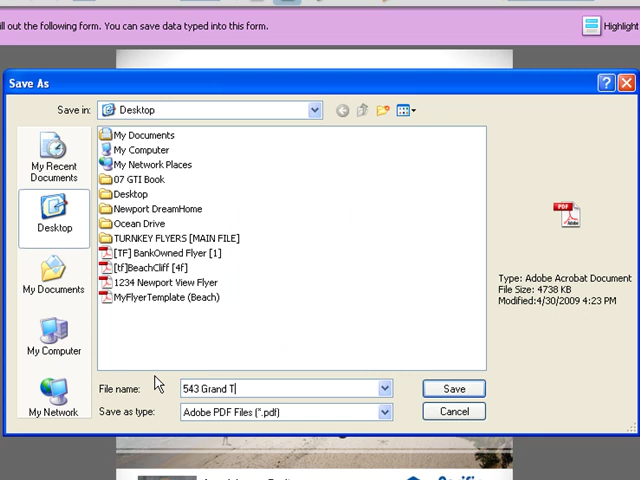 ill out the following form. You can save data typed into this form.
Highlight
Save As
Save in:
Desktop
My Recent
Documents
Desktop
My Documents
My Computer
My Network
My Documents
My Computer
My Network Places
07 GTI Book
Desktop
Newport DreamHome
Ocean Drive
TURNKEY FLYERS [MAIN FILE]
[TF] BankOwned Flyer [1]
[tf]BeachCliff [4f]
1234 Newport View Flyer
MyFlyerTemplate (Beach)
PDF
Adobe
Type: Adobe Acrobat Document
File Size: 4738 KB
Modified:4/30/2009 4:23 PM
File name:
543 Grand T
Save
Save as type:
Adobe PDF Files (*.pdf)
Cancel